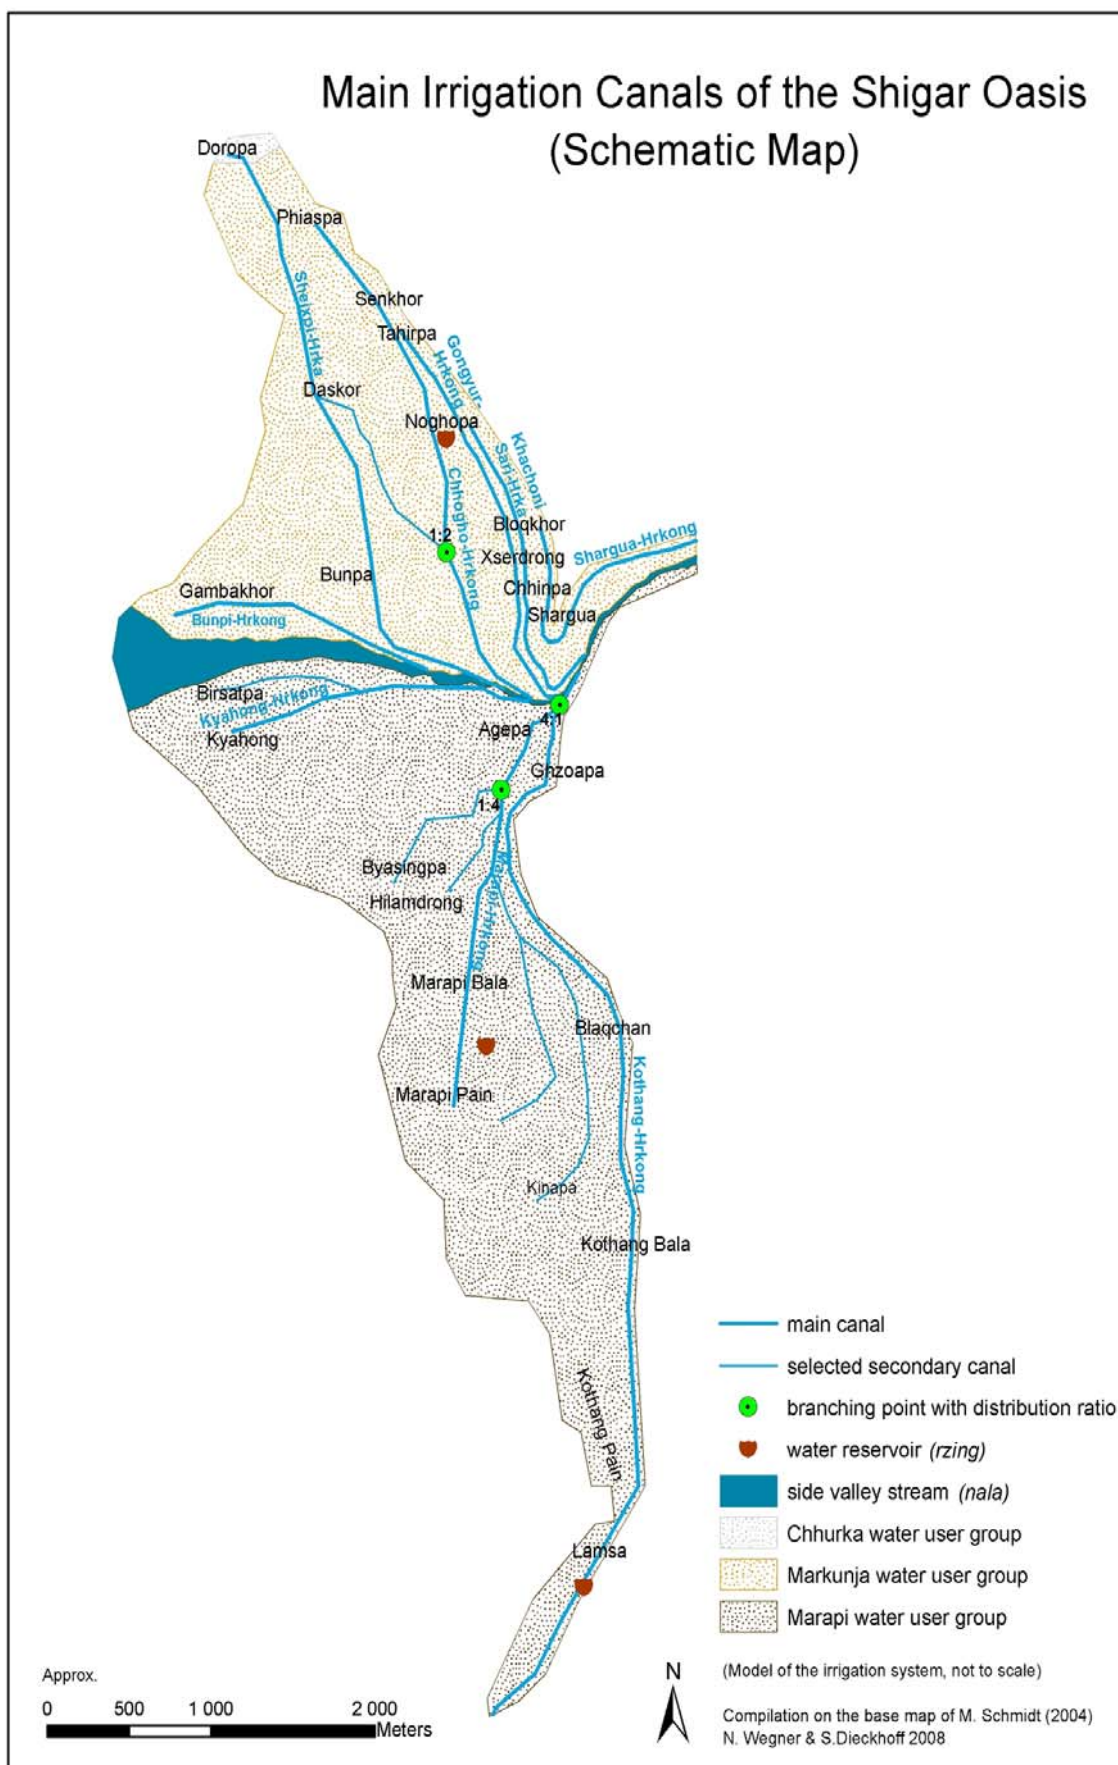 Main Irrigation Canals of the Shigar Oasis
(Schematic Map)
Doropa
Phiaspa
Sheixpi-Hrka
Senkhor
Tahirpa
Gongyur-
Hrkong
Daskor
Noghopa
Khachoni
Sari-Hrka
Chhogho-Hrkong
Bloqkhor
1:2
Xserdrong
Shargua-Hrkong
Bunpa
Chhinpa
Gambakhor
Shargua
Bunpi-Hrkong
Birsatpa
Kyahong-Hrkong
Kyahong
Agepa
4:1
Ghzoapa
1:4
Byasingpa
Hilamdrong
Marapi-Hrkong
Marapi Bala
Blaqchan
Marapi Pain
Kothang-Hrkong
Kinapa
Kothang Bala
Kothang Pain
Lamsa
main canal
selected secondary canal
branching point with distribution ratio
water reservoir (rzing)
side valley stream (nala)
Chhurka water user group
Markunja water user group
Marapi water user group
N
(Model of the irrigation system, not to scale)
Compilation on the base map of M. Schmidt (2004)
N. Wegner & S.Dieckhoff 2008
Approx.
0 500 1 000 2 000
Meters